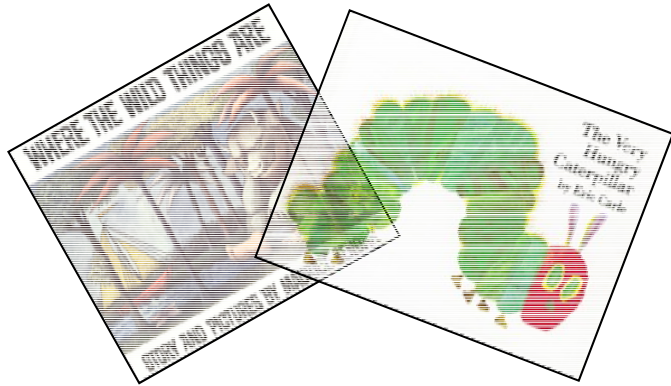 WHERE THE WILD THINGS ARE
STORY AND PICTURES BY
The Very
Hungry
Caterpillar
by Eric Carle